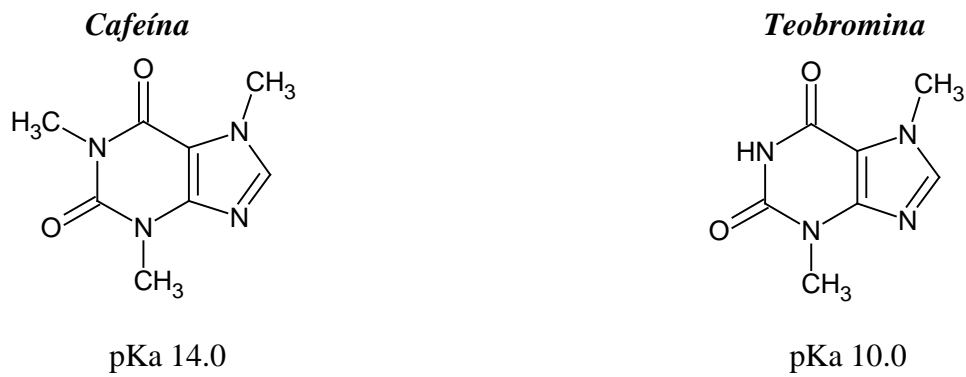 Cafeína
Teobromina
O
CH3
H3C
N
N
O
N
N
CH3
O
CH3
HN
N
O
N
N
CH3
pKa 14.0
pKa 10.0